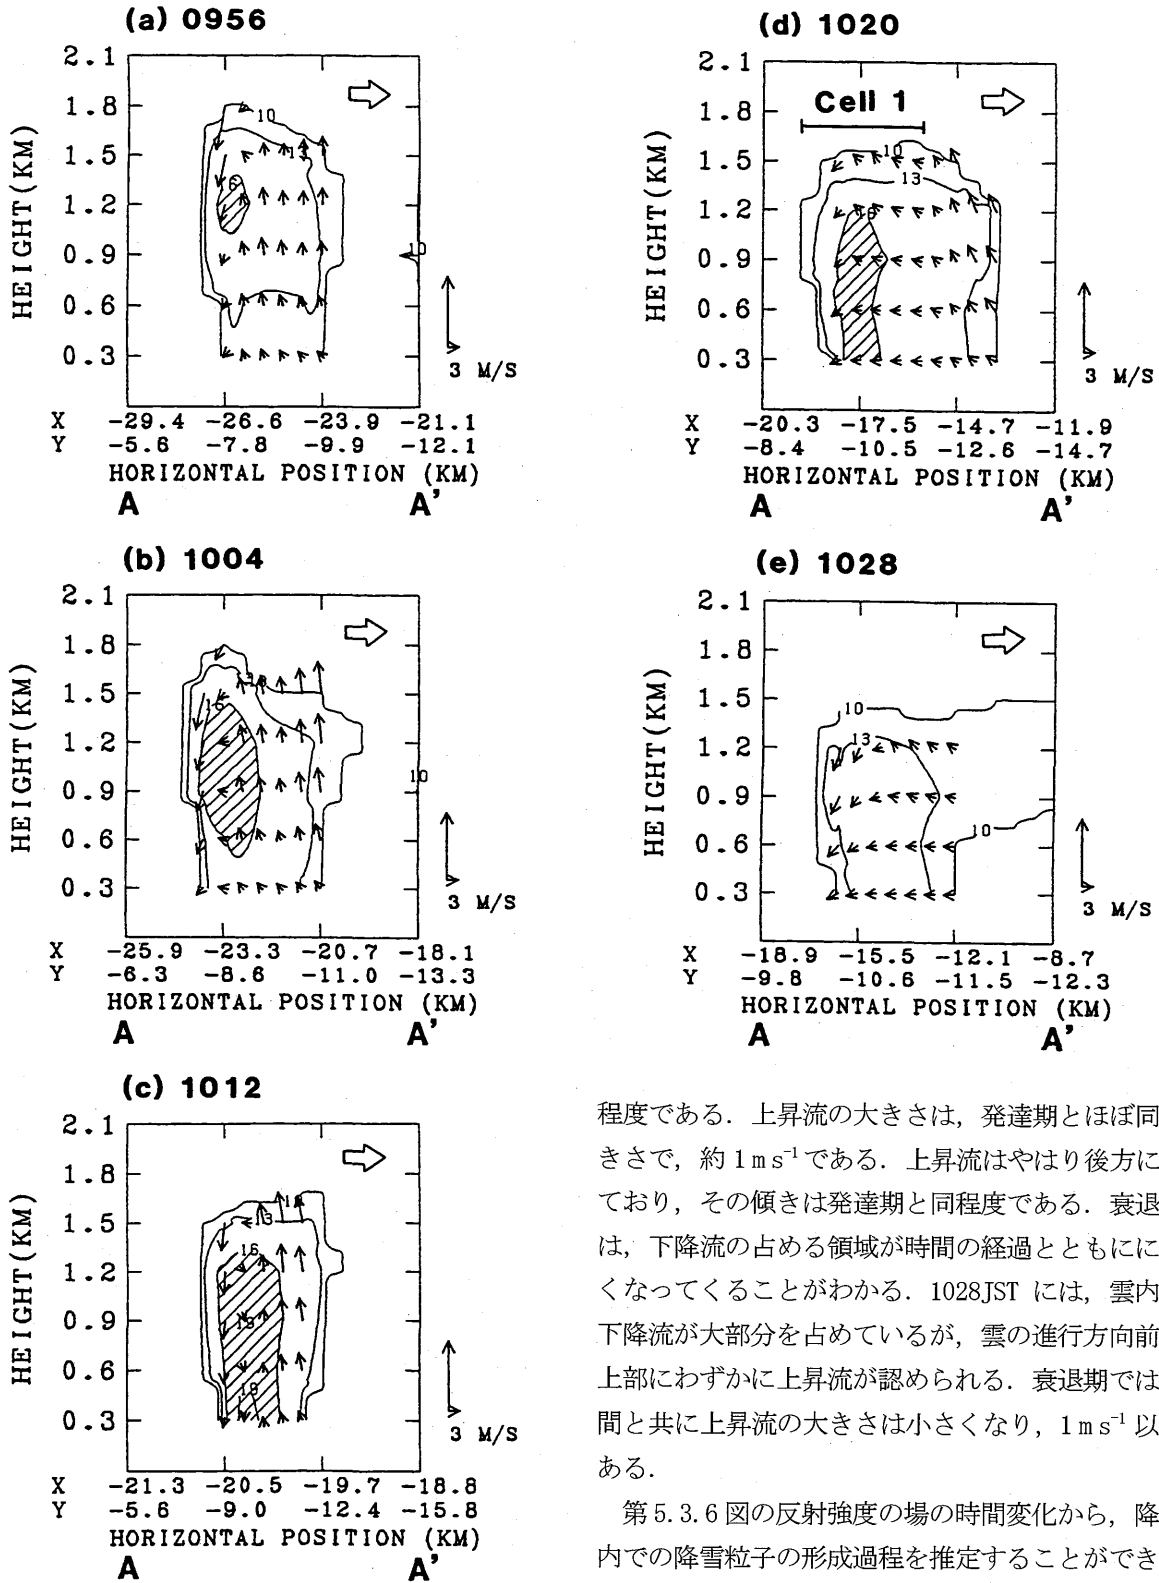 (a) 0956
2.1
1.8
1.5
1.2
0.9
0.6
0.3
HEIGHT(KM)
10
13
10
3 M/S
X -29.4 -26.6 -23.9 -21.1
Y -5.6 -7.8 -9.9 -12.1
HORIZONTAL POSITION (KM)
A A'
(b) 1004
2.1
1.8
1.5
1.2
0.9
0.6
0.3
HEIGHT(KM)
16
10
3 M/S
X -25.9 -23.3 -20.7 -18.1
Y -6.3 -8.6 -11.0 -13.3
HORIZONTAL POSITION (KM)
A A'
(c) 1012
2.1
1.8
1.5
1.2
0.9
0.6
0.3
HEIGHT(KM)
13
16
19
19
3 M/S
X -21.3 -20.5 -19.7 -18.8
Y -5.6 -9.0 -12.4 -15.8
HORIZONTAL POSITION (KM)
A A'
(d) 1020
2.1
1.8
1.5
1.2
0.9
0.6
0.3
HEIGHT(KM)
Cell 1
10
13
16
3 M/S
X -20.3 -17.5 -14.7 -11.9
Y -8.4 -10.5 -12.6 -14.7
HORIZONTAL POSITION (KM)
A A'
(e) 1028
2.1
1.8
1.5
1.2
0.9
0.6
0.3
HEIGHT(KM)
10
13
10
3 M/S
X -18.9 -15.5 -12.1 -8.7
Y -9.8 -10.6 -11.5 -12.3
HORIZONTAL POSITION (KM)
A A'
程度である．上昇流の大きさは，発達期とほぼ同
きさで，約1ms⁻¹である．上昇流はやはり後方に
ており，その傾きは発達期と同程度である．衰退
は，下降流の占める領域が時間の経過とともにに
くなってくることがわかる．1028JST には，雲内
下降流が大部分を占めているが，雲の進行方向前
上部にわずかに上昇流が認められる．衰退期では
間と共に上昇流の大きさは小さくなり，1ms⁻¹以
ある．
第5.3.6図の反射強度の場の時間変化から，降
内での降雪粒子の形成過程を推定することができ